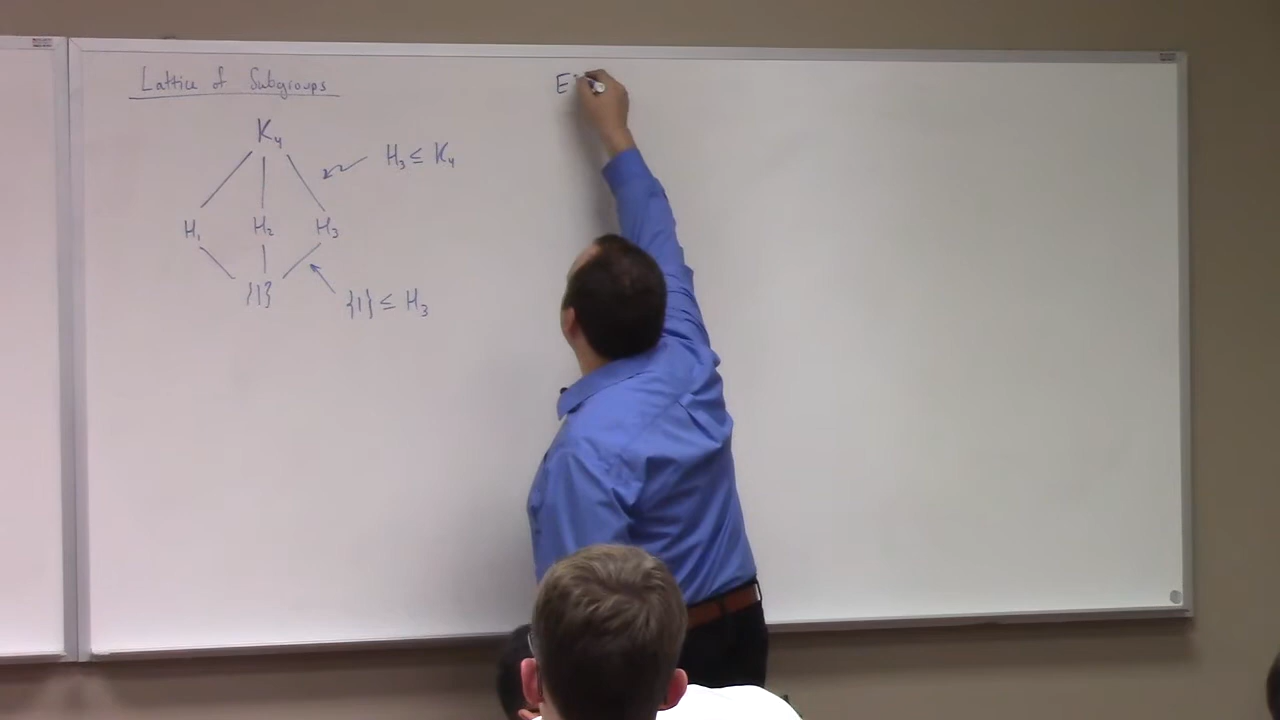 Lattice of Subgroups
K₄
H₃ ≤ K₄
H₁ H₂ H₃
{1}
{1} ≤ H₃
E